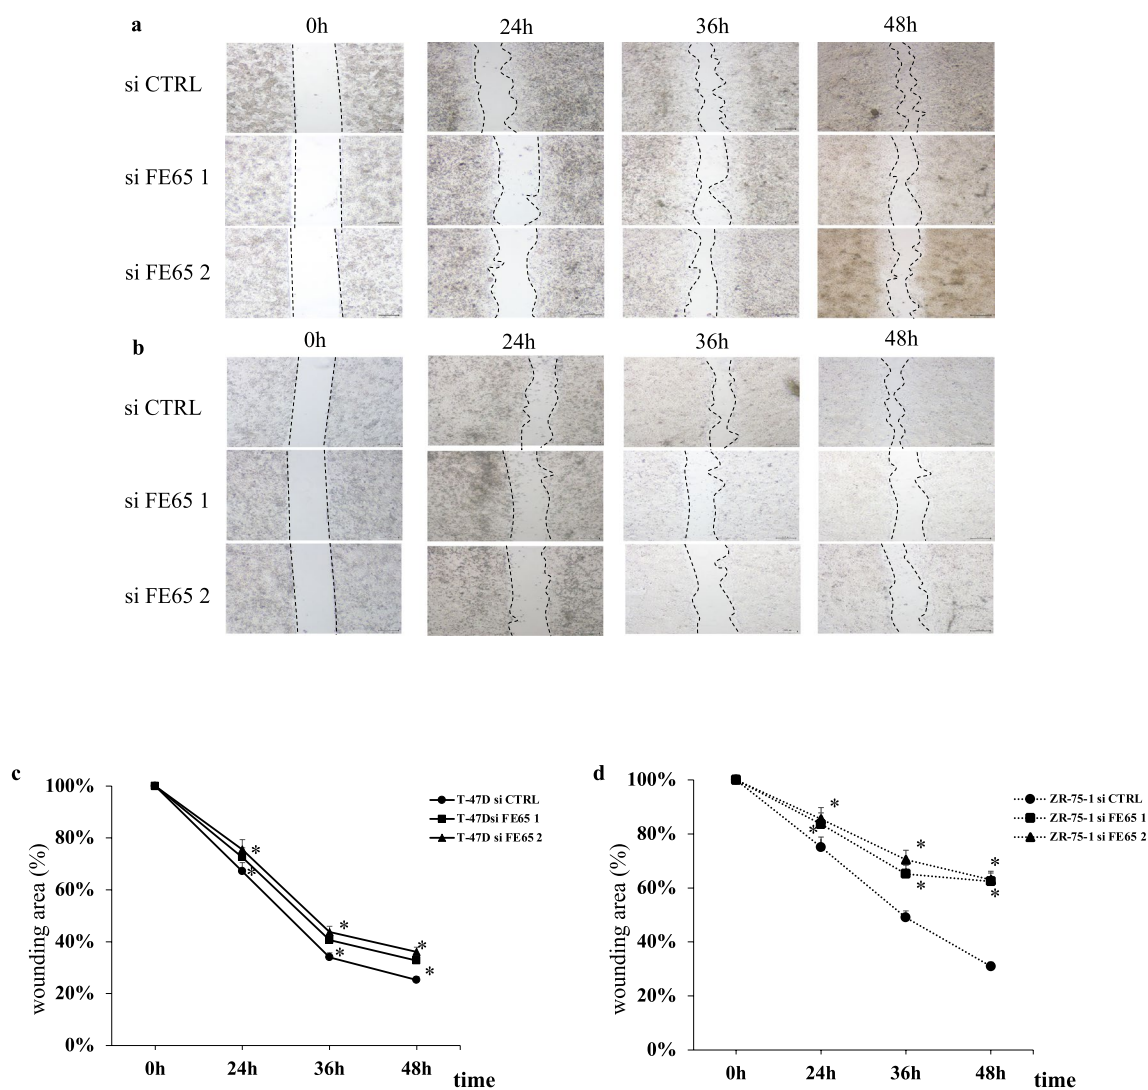 a
0h 24h 36h 48h
si CTRL
si FE65 1
si FE65 2
b
0h 24h 36h 48h
si CTRL
si FE65 1
si FE65 2
c
100%
80%
60%
40%
20%
0%
wounding area (%)
0h 24h 36h 48h time
T-47D si CTRL
T-47Dsi FE65 1
T-47D si FE65 2
* * * * * *
d
100%
80%
60%
40%
20%
0%
wounding area (%)
0h 24h 36h 48h time
ZR-75-1 si CTRL
ZR-75-1 si FE65 1
ZR-75-1 si FE65 2
* * * * * *